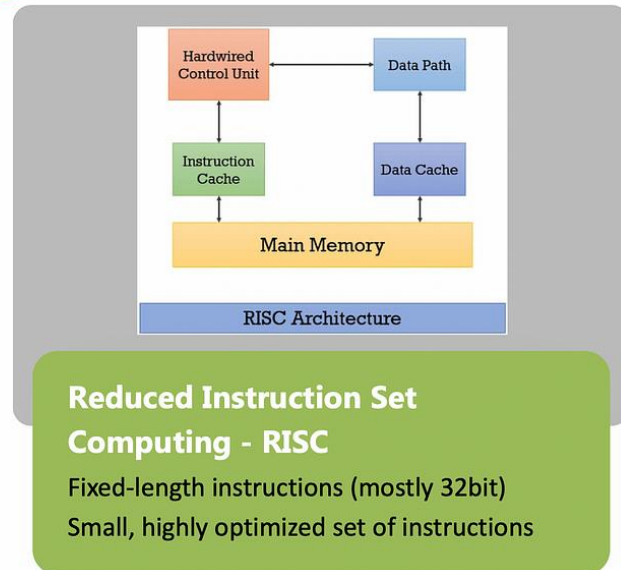 Hardwired
Control Unit
Data Path
Instruction
Cache
Data Cache
Main Memory
RISC Architecture
Reduced Instruction Set
Computing - RISC
Fixed-length instructions (mostly 32bit)
Small, highly optimized set of instructions